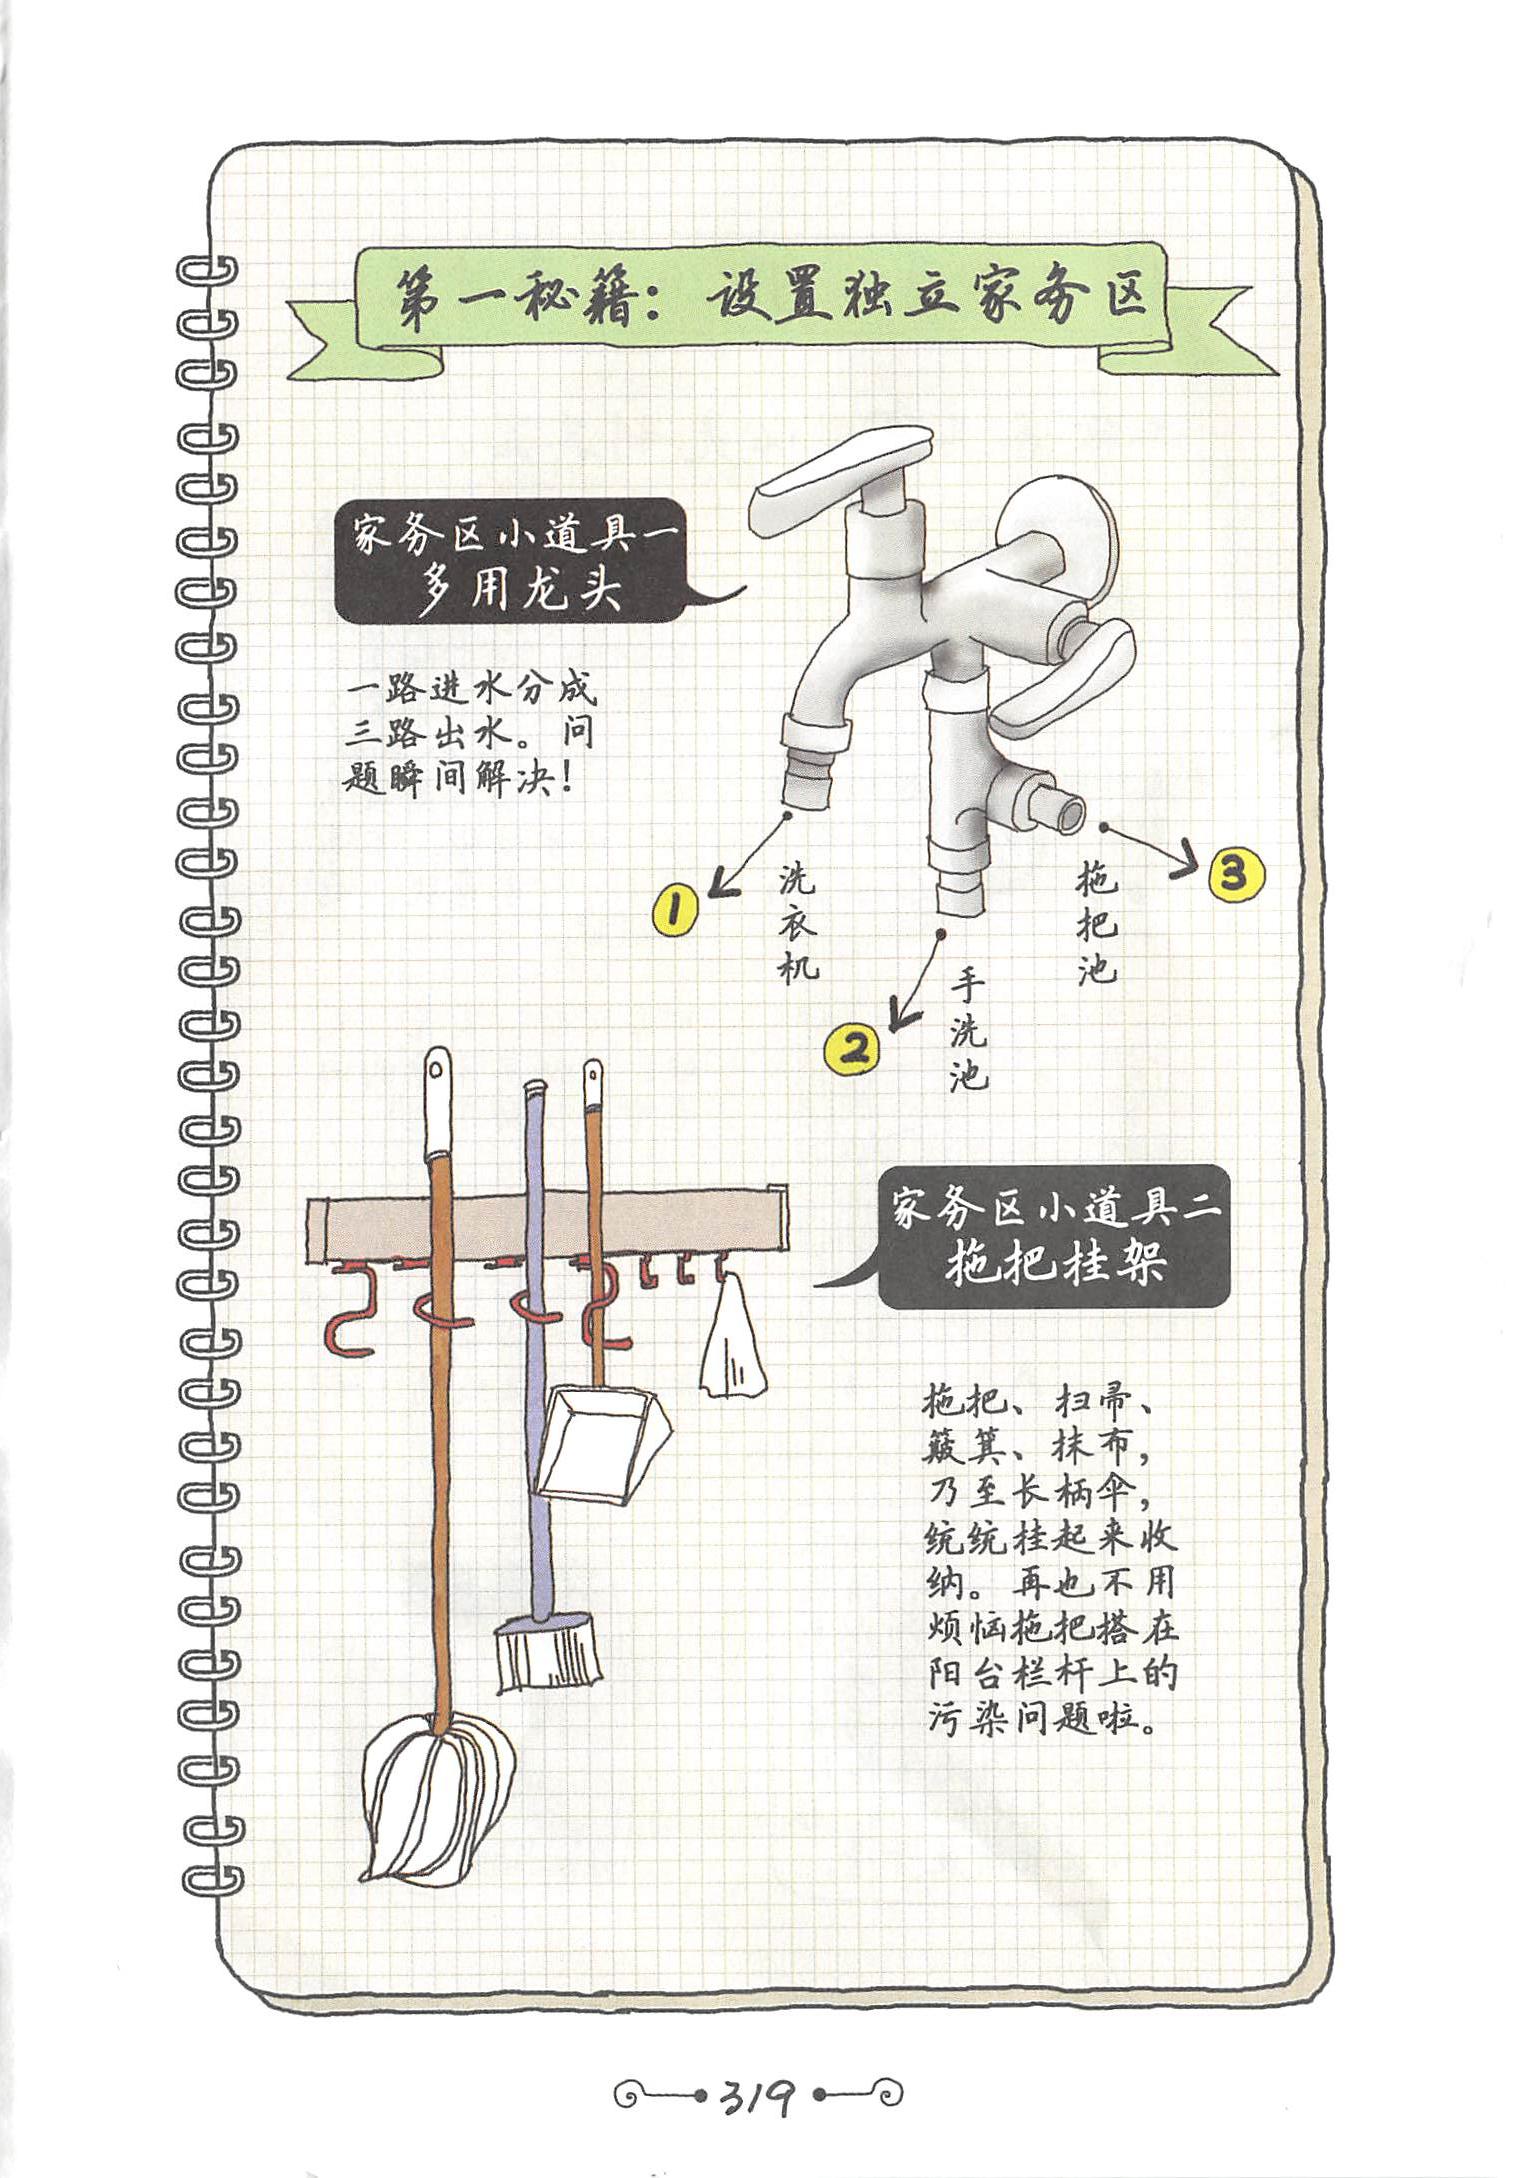 第一秘籍：设置独立家务区
家务区小道具一
多用龙头
一路进水分成
三路出水。问
题瞬间解决！
1
洗衣机
2
手洗池
3
拖把池
家务区小道具二
拖把挂架
拖把、扫帚、
簸箕、抹布，
乃至长柄伞，
统统挂起来收
纳。再也不用
烦恼拖把搭在
阳台栏杆上的
污染问题啦。
319